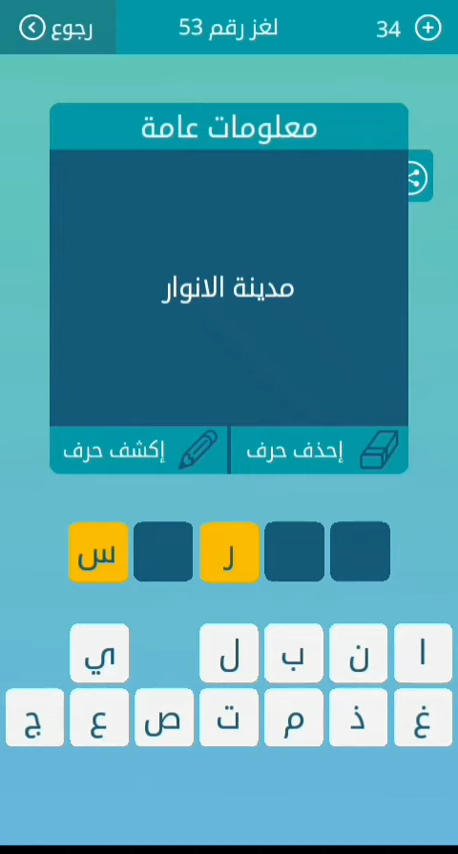 34 لغز رقم 53 رجوع
معلومات عامة
مدينة الانوار
إحذف حرف إكشف حرف
ر س
ا ن ب ل ي
غ ذ م ت ص ع ج